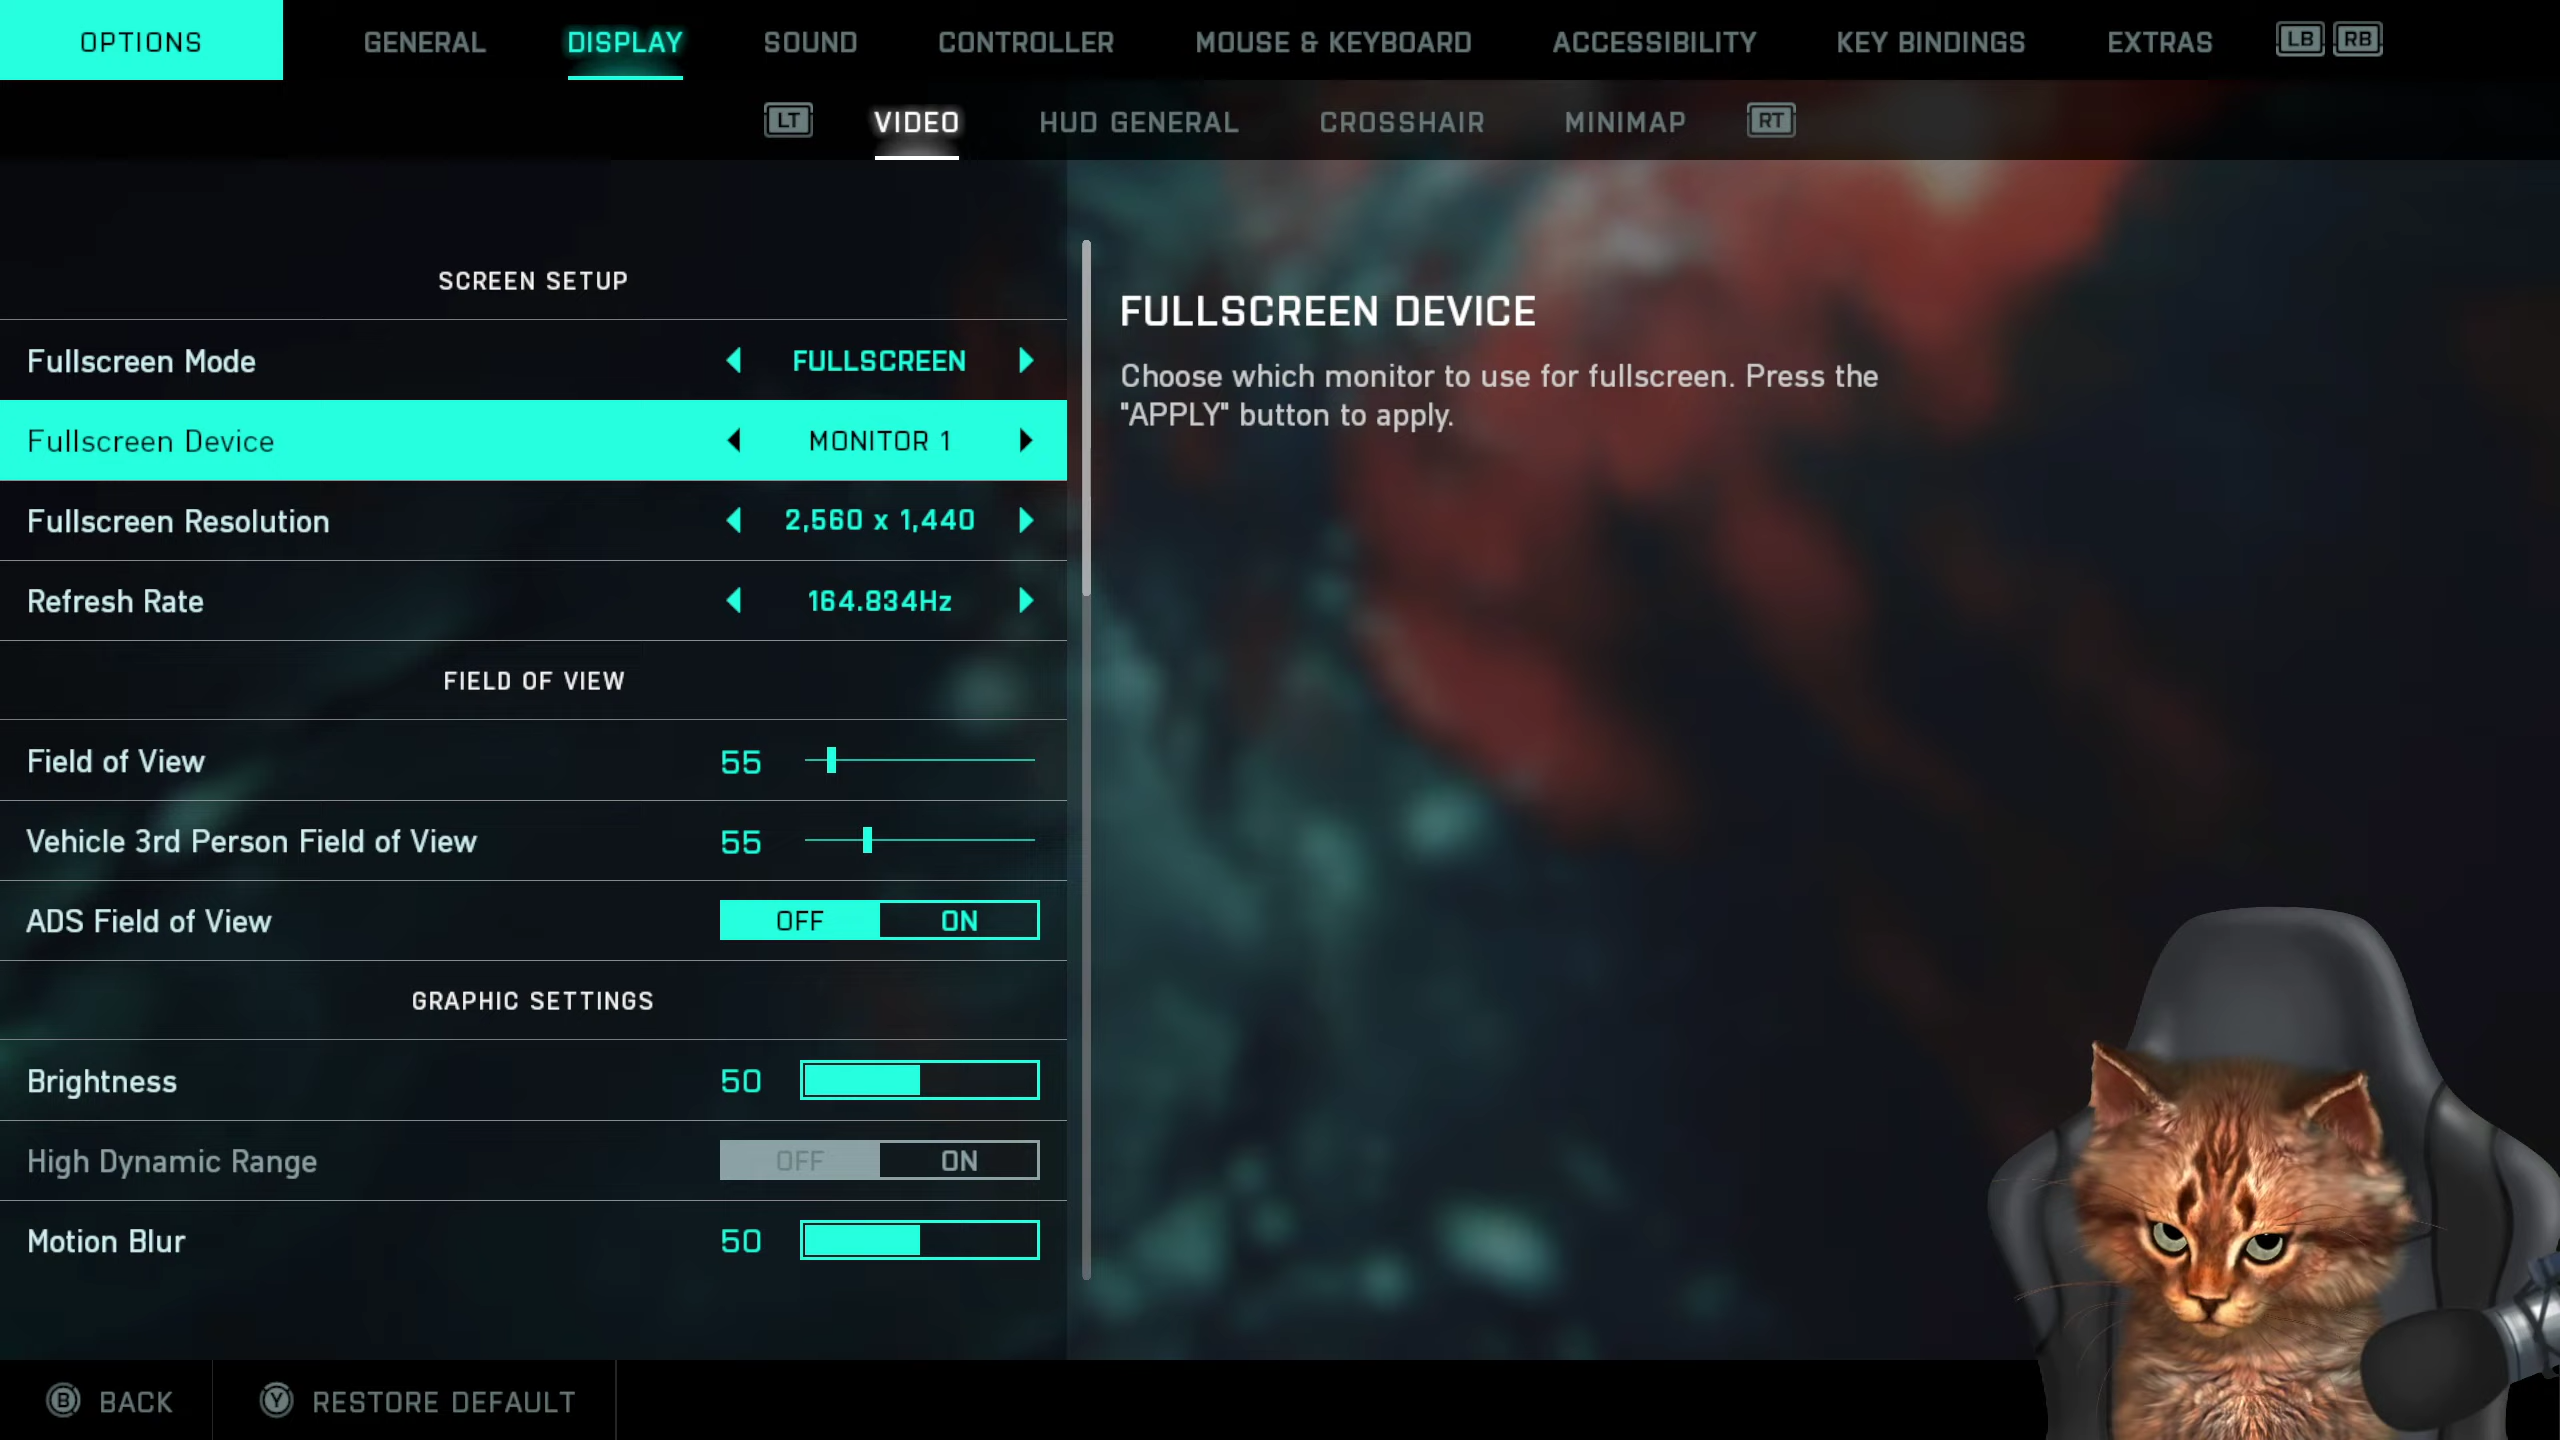 OPTIONS GENERAL DISPLAY SOUND CONTROLLER MOUSE & KEYBOARD ACCESSIBILITY KEY BINDINGS EXTRAS LB RB
LT VIDEO HUD GENERAL CROSSHAIR MINIMAP RT
SCREEN SETUP
Fullscreen Mode FULLSCREEN
Fullscreen Device MONITOR 1
Fullscreen Resolution 2,560 x 1,440
Refresh Rate 164.834Hz
FIELD OF VIEW
Field of View 55
Vehicle 3rd Person Field of View 55
ADS Field of View OFF ON
GRAPHIC SETTINGS
Brightness 50
High Dynamic Range OFF ON
Motion Blur 50
FULLSCREEN DEVICE
Choose which monitor to use for fullscreen. Press the
"APPLY" button to apply.
B BACK Y RESTORE DEFAULT